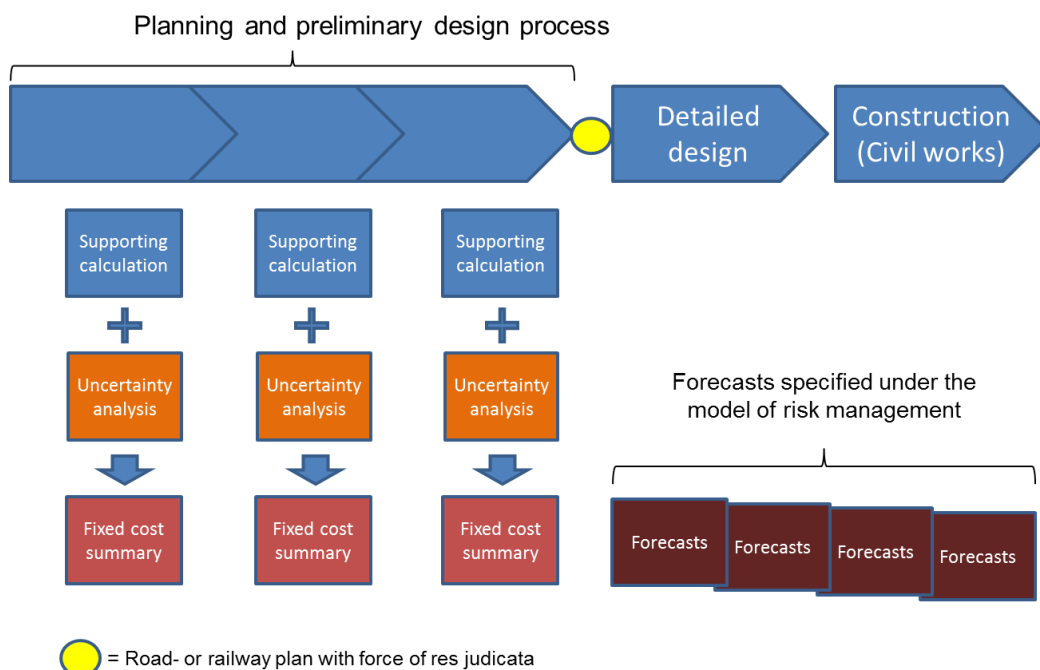 Planning and preliminary design process
Detailed
design
Construction
(Civil works)
Supporting
calculation
Supporting
calculation
Supporting
calculation
Uncertainty
analysis
Uncertainty
analysis
Uncertainty
analysis
Forecasts specified under the
model of risk management
Fixed cost
summary
Fixed cost
summary
Fixed cost
summary
Forecasts
Forecasts
Forecasts
Forecasts
= Road- or railway plan with force of res judicata